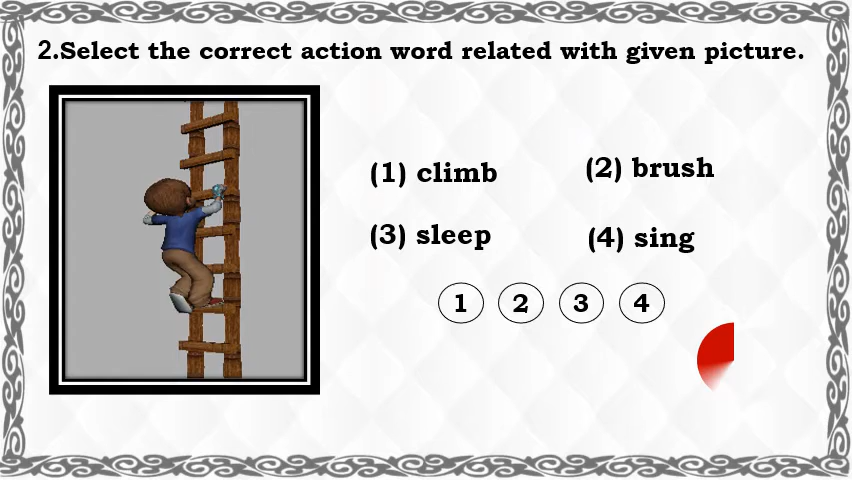 2.Select the correct action word related with given picture.
(1) climb (2) brush
(3) sleep (4) sing
1 2 3 4